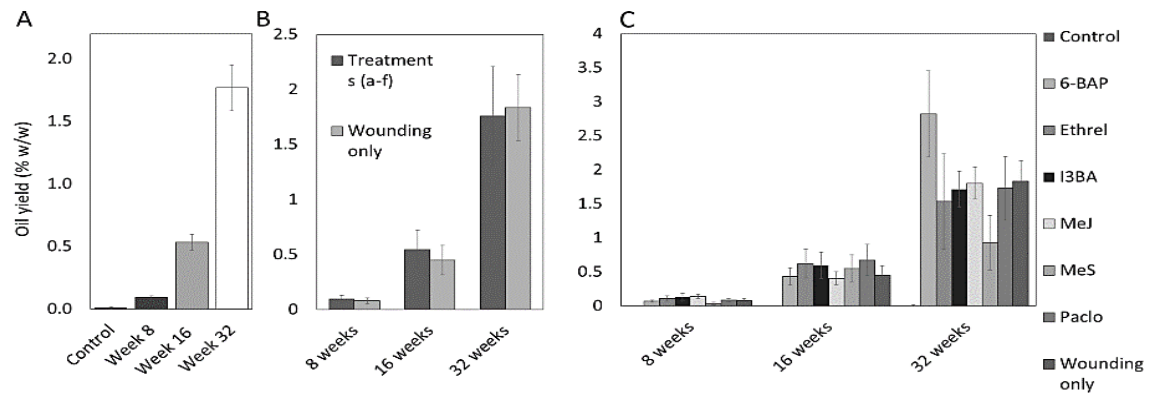 A
Oil yield (% w/w)
2.0
1.5
1.0
0.5
0.0
Control
Week 8
Week 16
Week 32
B
2.5
2
1.5
1
0.5
0
Treatment
s (a-f)
Wounding
only
8 weeks
16 weeks
32 weeks
C
4
3.5
3
2.5
2
1.5
1
0.5
0
8 weeks
16 weeks
32 weeks
Control
6-BAP
Ethrel
I3BA
MeJ
MeS
Paclo
Wounding
only